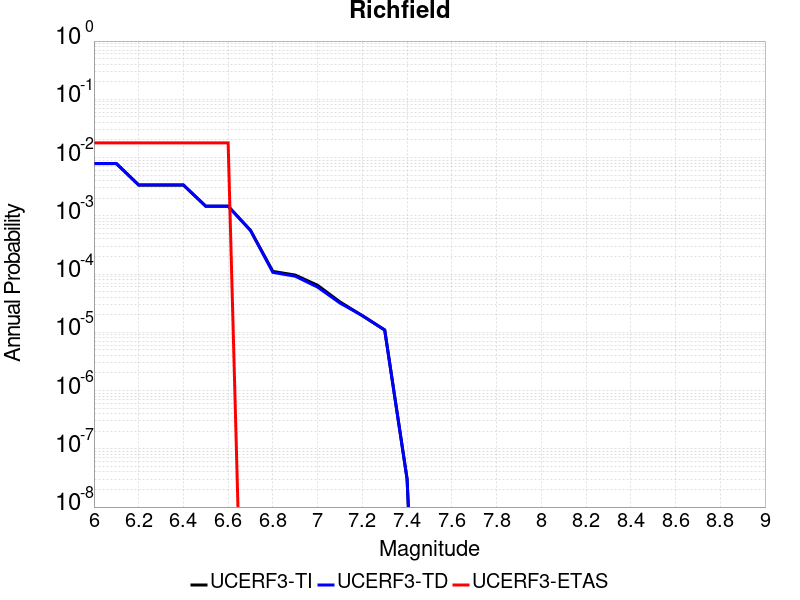 Richfield
10^0
10^-1
10^-2
10^-3
10^-4
10^-5
10^-6
10^-7
10^-8
Annual Probability
6 6.2 6.4 6.6 6.8 7 7.2 7.4 7.6 7.8 8 8.2 8.4 8.6 8.8 9
Magnitude
UCERF3-TI UCERF3-TD UCERF3-ETAS